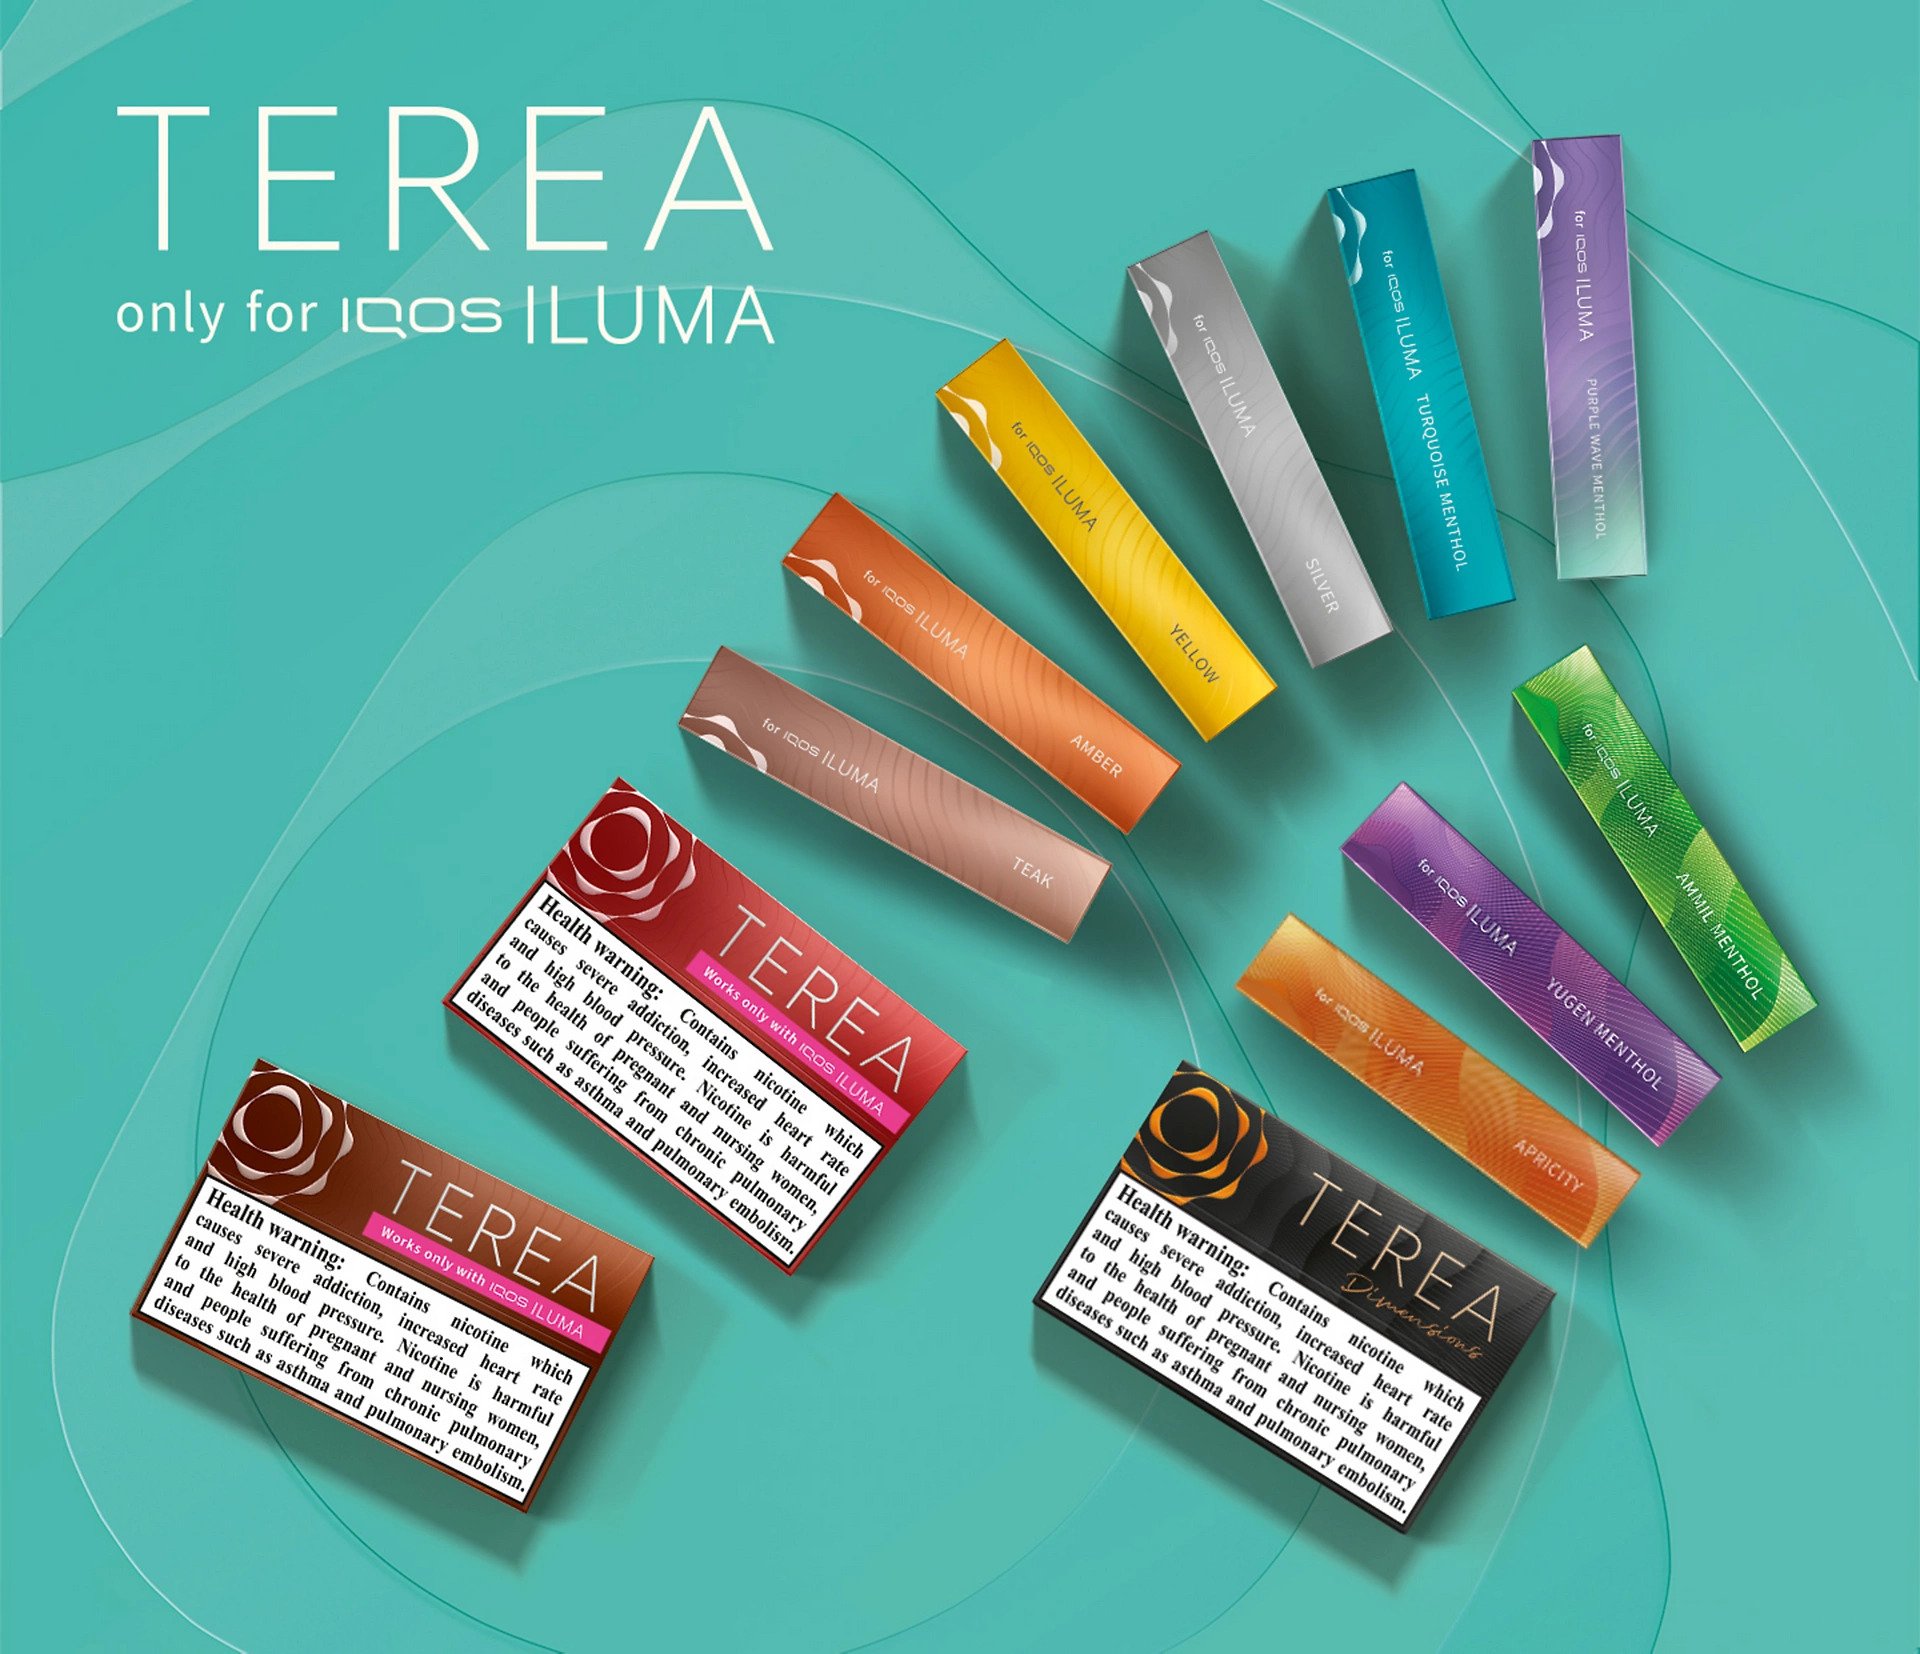 TEREA
only for IQOS ILUMA
for IQOS ILUMA PURPLE WAVE MENTHOL
for IQOS ILUMA TURQUOISE MENTHOL
for IQOS ILUMA SILVER
for IQOS ILUMA YELLOW
for IQOS ILUMA AMBER
for IQOS ILUMA TEAK
for IQOS ILUMA AMMIL MENTHOL
for IQOS ILUMA YUGEN MENTHOL
for IQOS ILUMA APRICITY
TEREA
Works only with IQOS ILUMA
Health warning: Contains nicotine which
causes severe addiction, increased heart rate
and high blood pressure. Nicotine is harmful
to the health of pregnant and nursing women,
and people suffering from chronic pulmonary
diseases such as asthma and pulmonary embolism.
TEREA
Works only with IQOS ILUMA
Health warning: Contains nicotine which
causes severe addiction, increased heart rate
and high blood pressure. Nicotine is harmful
to the health of pregnant and nursing women,
and people suffering from chronic pulmonary
diseases such as asthma and pulmonary embolism.
TEREA
Dimensions
Health warning: Contains nicotine which
causes severe addiction, increased heart rate
and high blood pressure. Nicotine is harmful
to the health of pregnant and nursing women,
and people suffering from chronic pulmonary
diseases such as asthma and pulmonary embolism.